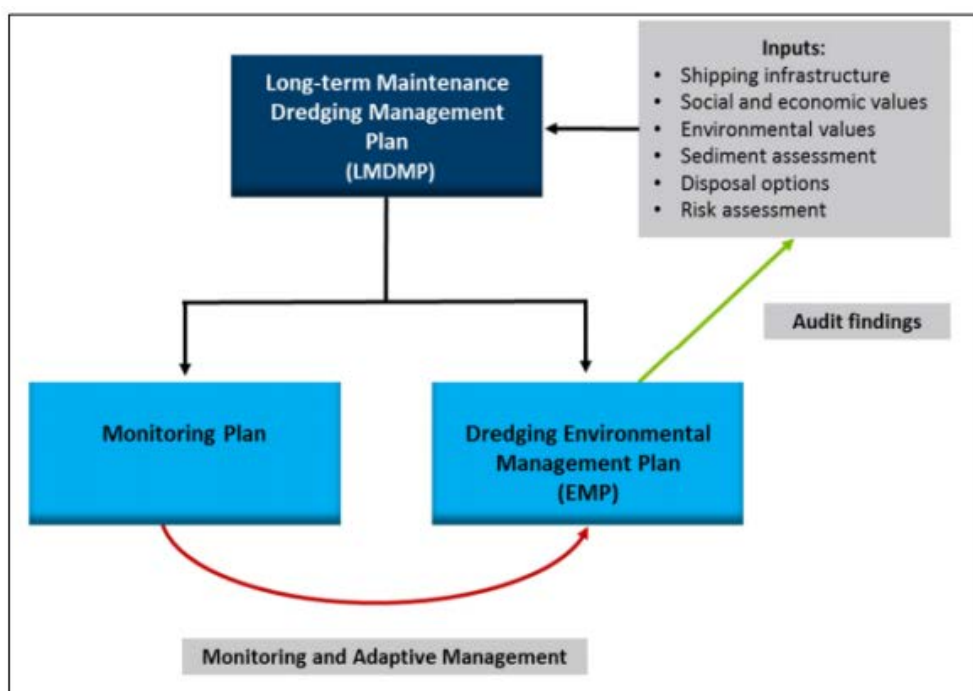 Long-term Maintenance
Dredging Management
Plan
(LMDMP)
Inputs:
• Shipping infrastructure
• Social and economic values
• Environmental values
• Sediment assessment
• Disposal options
• Risk assessment
Audit findings
Monitoring Plan
Dredging Environmental
Management Plan
(EMP)
Monitoring and Adaptive Management